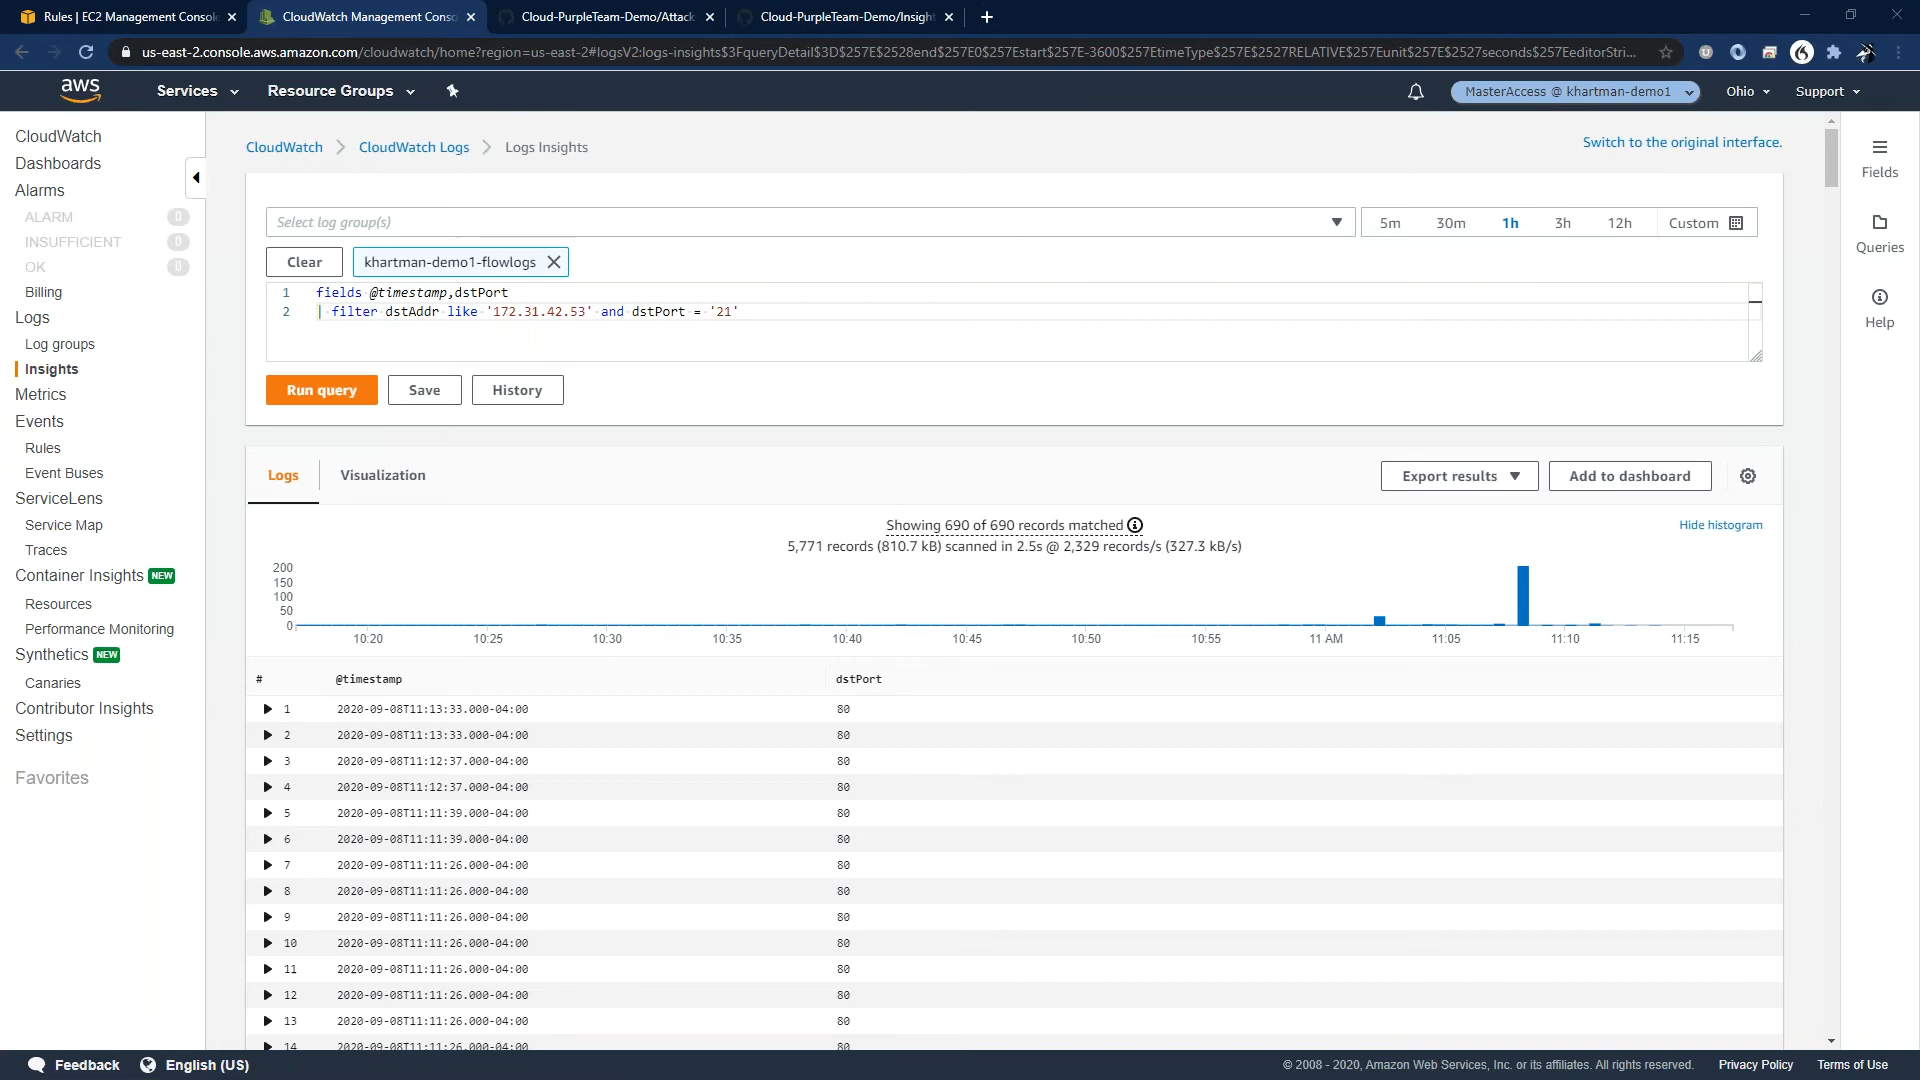 Rules | EC2 Management Console
CloudWatch Management Conso
Cloud-PurpleTeam-Demo/Attack
Cloud-PurpleTeam-Demo/Insight
us-east-2.console.aws.amazon.com/cloudwatch/home?region=us-east-2#logsV2:logs-insights$3FqueryDetail$3D$257E$2528end$257E0$257Estart$257E-3600$257EtimeType$257E$2527RELATIVE$257Eunit$257E$2527seconds$257EeditorStri...
aws
Services
Resource Groups
MasterAccess @ khartman-demo1
Ohio
Support
CloudWatch
Dashboards
Alarms
ALARM 0
INSUFFICIENT 0
OK 0
Billing
Logs
Log groups
Insights
Metrics
Events
Rules
Event Buses
ServiceLens
Service Map
Traces
Container Insights NEW
Resources
Performance Monitoring
Synthetics NEW
Canaries
Contributor Insights
Settings
Favorites
CloudWatch
CloudWatch Logs
Logs Insights
Switch to the original interface.
Select log group(s)
5m 30m 1h 3h 12h Custom
Clear
khartman-demo1-flowlogs
1 fields @timestamp,dstPort
2 | filter dstAddr like '172.31.42.53' and dstPort = '21'
Run query
Save
History
Logs
Visualization
Export results
Add to dashboard
Showing 690 of 690 records matched
Hide histogram
5,771 records (810.7 kB) scanned in 2.5s @ 2,329 records/s (327.3 kB/s)
200
150
100
50
0
10:20 10:25 10:30 10:35 10:40 10:45 10:50 10:55 11 AM 11:05 11:10 11:15
# @timestamp dstPort
1 2020-09-08T11:13:33.000-04:00 80
2 2020-09-08T11:13:33.000-04:00 80
3 2020-09-08T11:12:37.000-04:00 80
4 2020-09-08T11:12:37.000-04:00 80
5 2020-09-08T11:11:39.000-04:00 80
6 2020-09-08T11:11:39.000-04:00 80
7 2020-09-08T11:11:26.000-04:00 80
8 2020-09-08T11:11:26.000-04:00 80
9 2020-09-08T11:11:26.000-04:00 80
10 2020-09-08T11:11:26.000-04:00 80
11 2020-09-08T11:11:26.000-04:00 80
12 2020-09-08T11:11:26.000-04:00 80
13 2020-09-08T11:11:26.000-04:00 80
14 2020-09-08T11:11:26.000-04:00 80
Fields
Queries
Help
Feedback
English (US)
© 2008 - 2020, Amazon Web Services, Inc. or its affiliates. All rights reserved.
Privacy Policy
Terms of Use